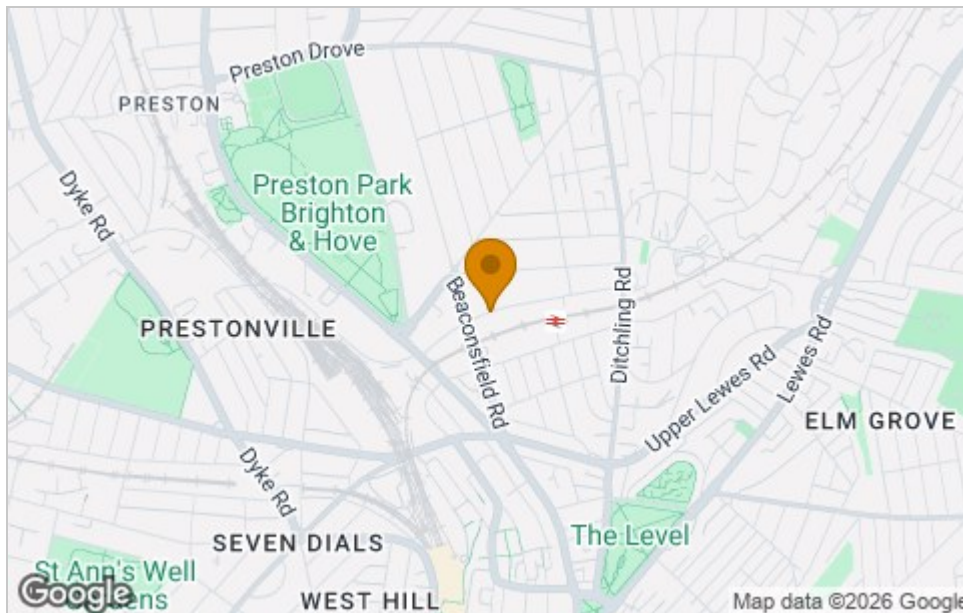 Preston Drove
PRESTON
Dyke Rd
Preston Park
Brighton
& Hove
Beaconsfield Rd
Ditchling Rd
PRESTONVILLE
Lewes Rd
Upper Lewes Rd
ELM GROVE
Dyke Rd
The Level
SEVEN DIALS
St Ann's Well
Gardens
WEST HILL
Google
Map data ©2026 Google